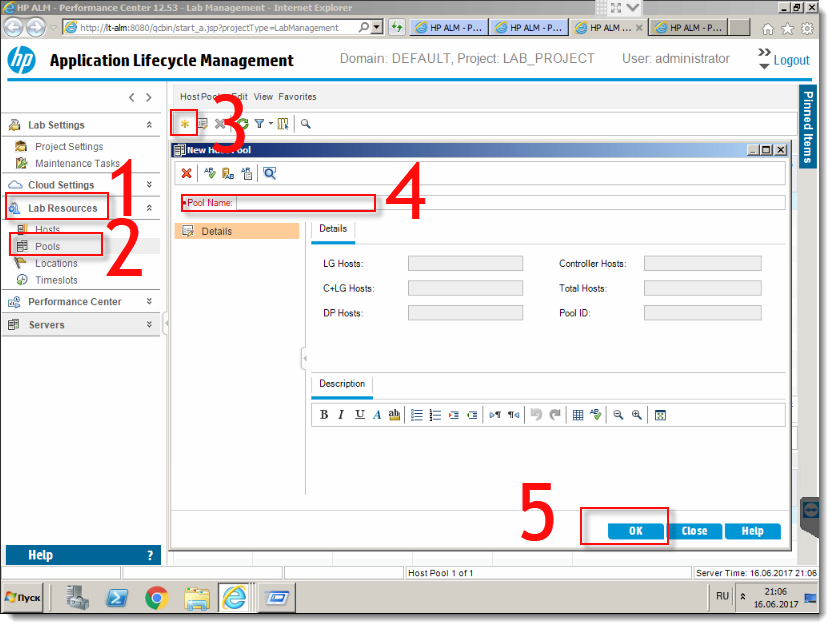 HP ALM - Performance Center 12.53 - Lab Management - Internet Explorer
http://lt-alm:8080/qcbin/start_a.jsp?projectType=LabManagement
HP ALM - P...
HP ALM - P...
HP ALM ...
HP ALM - P...
hp
Application Lifecycle Management
Domain: DEFAULT, Project: LAB_PROJECT
User: administrator
Logout
Pinned Items
Host Pools Edit View Favorites
3
Lab Settings
Project Settings
Maintenance Tasks
Cloud Settings
1
Lab Resources
Hosts
2
Pools
Locations
Timeslots
Performance Center
Servers
New Host Pool
Pool Name:
4
Details
Details
LG Hosts:
Controller Hosts:
C+LG Hosts:
Total Hosts:
DP Hosts:
Pool ID:
Description
B I U A ab
5
OK
Close
Help
Help ?
Host Pool 1 of 1
Server Time: 16.06.2017 21:06
Пуск
RU
21:06
16.06.2017